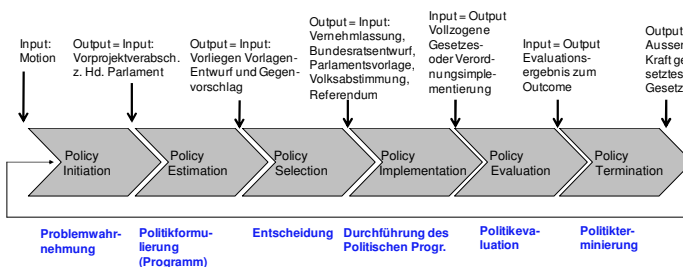 Input:
Motion
Output = Input:
Vorprojektverabsch.
z. Hd. Parlament
Output = Input:
Vorliegen Vorlagen-
Entwurf und Gegen-
vorschlag
Output = Input:
Vernehmlassung,
Bundesratsentwurf,
Parlamentsvorlage,
Volksabstimmung,
Referendum
Input = Output
Vollzogene
Gesetzes-
oder Verord-
nungsimple-
mentierung
Input = Output
Evaluations-
ergebnis zum
Outcome
Output
Ausser
Kraft ge
setztes
Gesetz
Policy
Initiation
Policy
Estimation
Policy
Selection
Policy
Implementation
Policy
Evaluation
Policy
Termination
Problemwahr-
nehmung
Politikformu-
lierung
(Programm)
Entscheidung
Durchführung des
Politischen Progr.
Politikeva-
luation
Politikter-
minierung